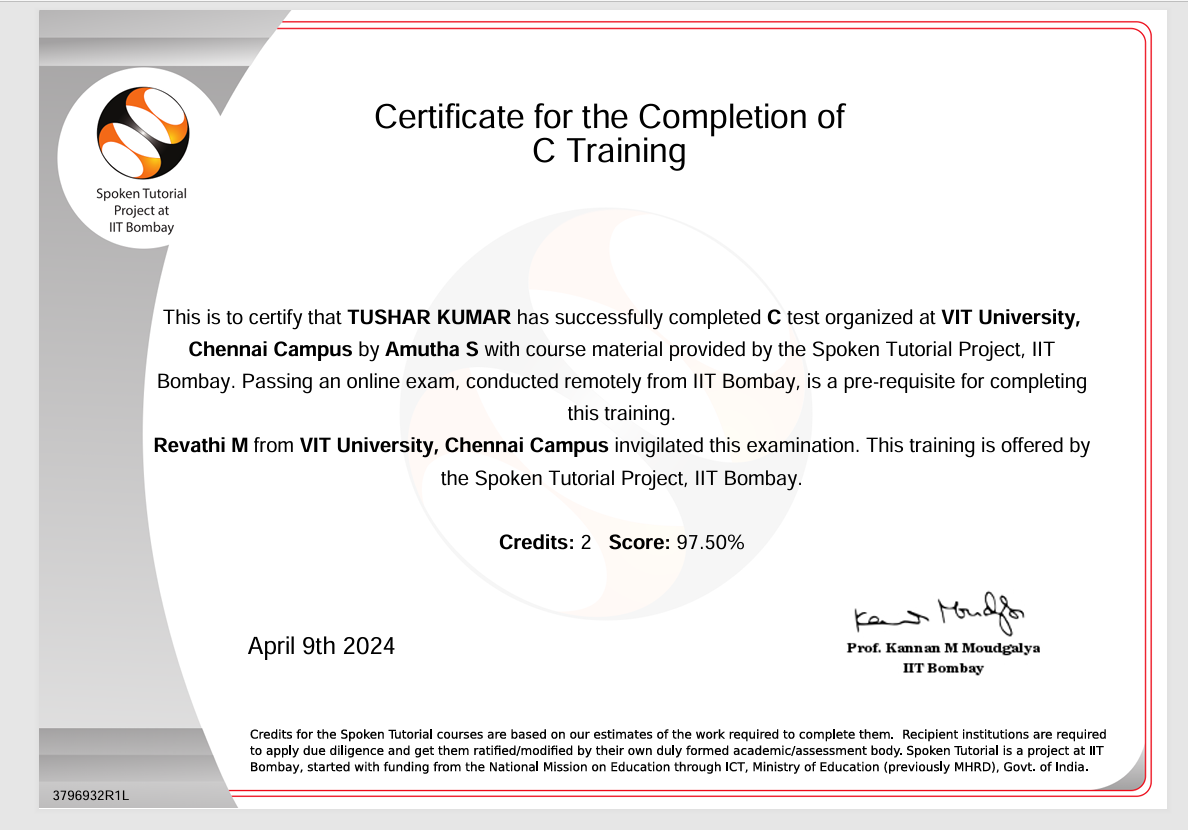 Certificate for the Completion of
C Training
Spoken Tutorial
Project at
IIT Bombay
This is to certify that TUSHAR KUMAR has successfully completed C test organized at VIT University,
Chennai Campus by Amutha S with course material provided by the Spoken Tutorial Project, IIT
Bombay. Passing an online exam, conducted remotely from IIT Bombay, is a pre-requisite for completing
this training.
Revathi M from VIT University, Chennai Campus invigilated this examination. This training is offered by
the Spoken Tutorial Project, IIT Bombay.
Credits: 2 Score: 97.50%
April 9th 2024
Kannan Moudgalya
Prof. Kannan M Moudgalya
IIT Bombay
Credits for the Spoken Tutorial courses are based on our estimates of the work required to complete them. Recipient institutions are required
to apply due diligence and get them ratified/modified by their own duly formed academic/assessment body. Spoken Tutorial is a project at IIT
Bombay, started with funding from the National Mission on Education through ICT, Ministry of Education (previously MHRD), Govt. of India.
3796932R1L